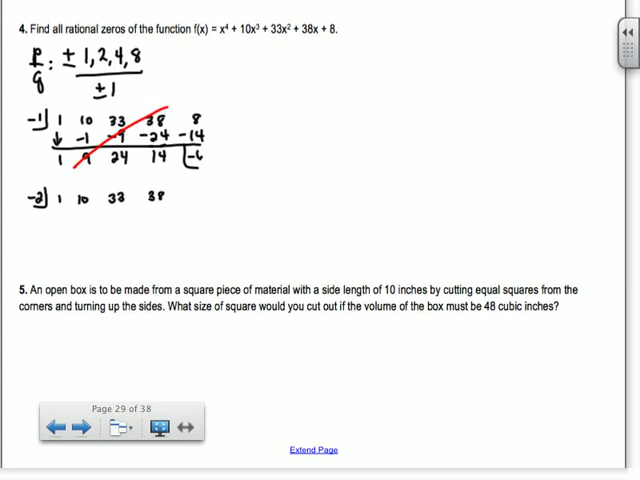 4. Find all rational zeros of the function f(x) = x⁴ + 10x³ + 33x² + 38x + 8.
p/q : ± 1, 2, 4, 8
± 1
-1 1 10 33 38 8
↓ -1 -9 -24 -14
1 9 24 14 -6
-2 1 10 33 38
5. An open box is to be made from a square piece of material with a side length of 10 inches by cutting equal squares from the
corners and turning up the sides. What size of square would you cut out if the volume of the box must be 48 cubic inches?
Page 29 of 38
Extend Page